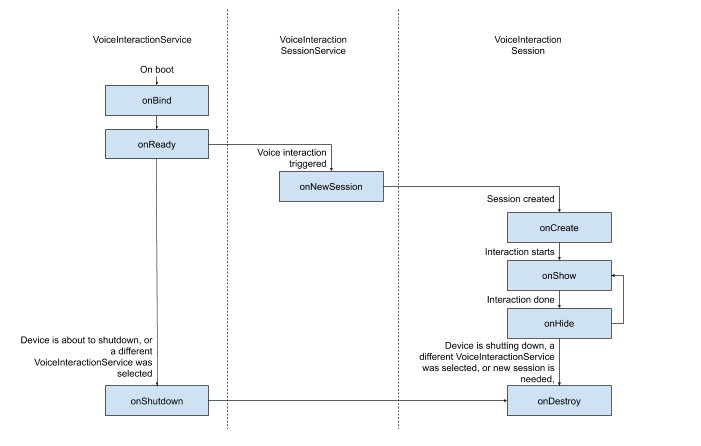 VoiceInteractionService
VoiceInteraction
SessionService
VoiceInteraction
Session
On boot
onBind
onReady
Voice interaction
triggered
onNewSession
Session created
onCreate
Interaction starts
onShow
Interaction done
onHide
Device is about to shutdown, or
a different
VoiceInteractionService was
selected
Device is shutting down, a
different VoiceInteractionService
was selected, or new session is
needed,
onShutdown
onDestroy